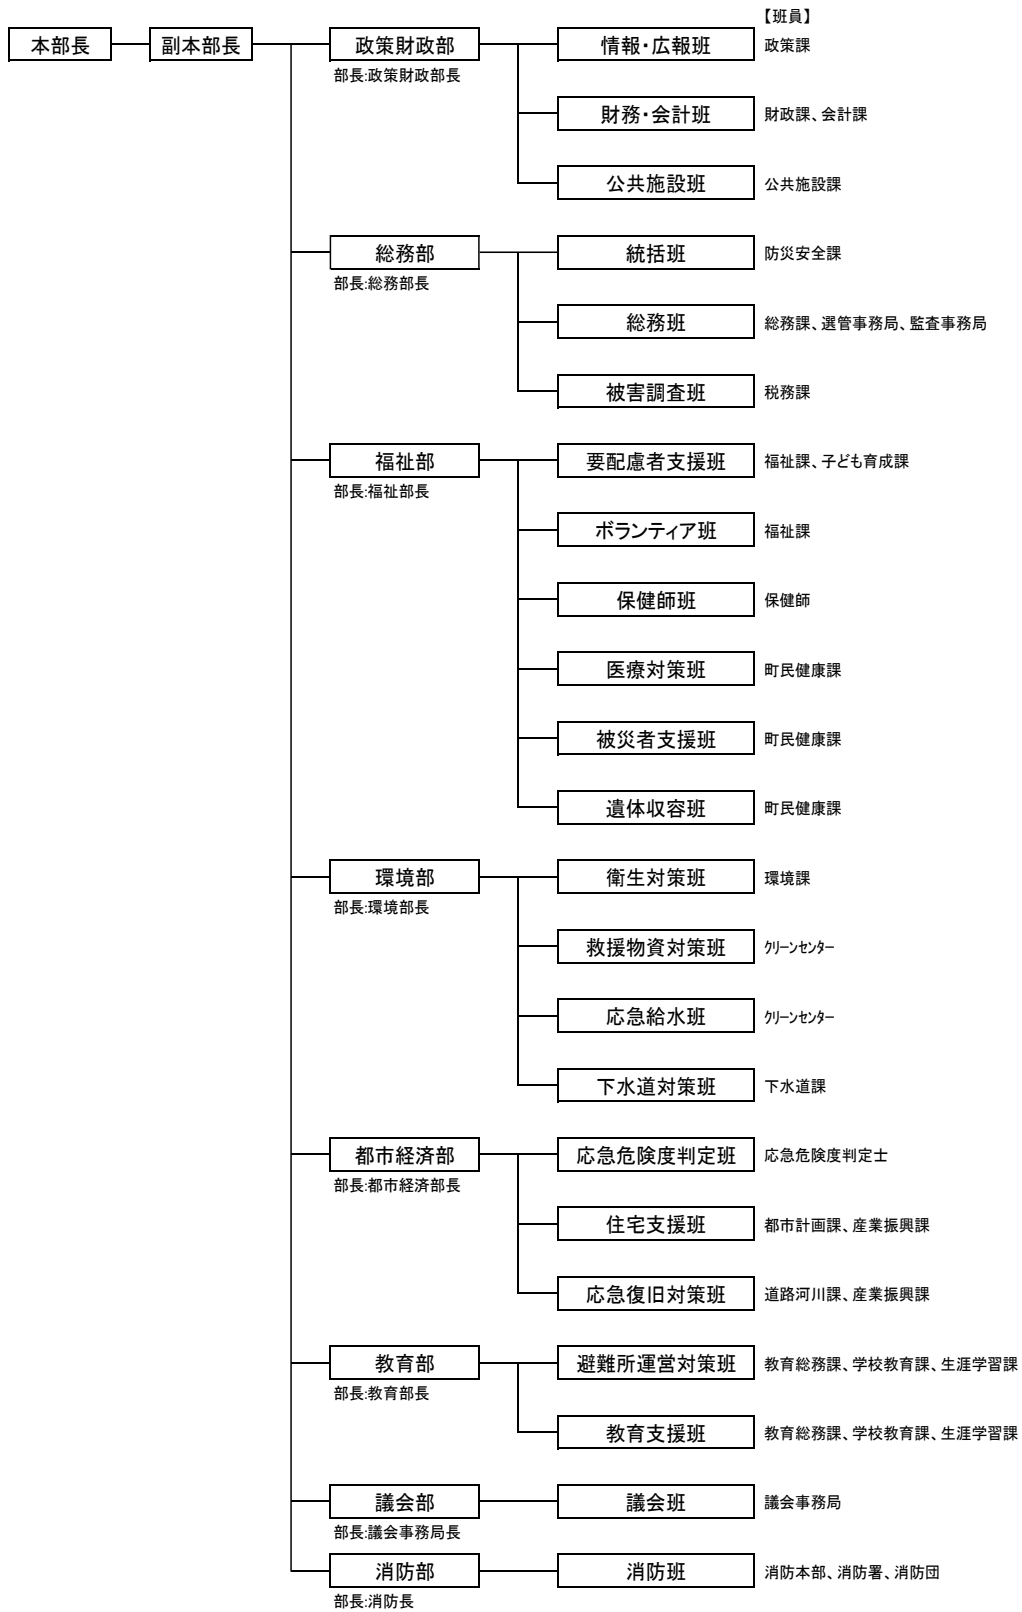 【班員】
本部長 副本部長 政策財政部 情報・広報班 政策課
部長:政策財政部長
財務・会計班 財政課、会計課
公共施設班 公共施設課
総務部 統括班 防災安全課
部長:総務部長
総務班 総務課、選管事務局、監査事務局
被害調査班 税務課
福祉部 要配慮者支援班 福祉課、子ども育成課
部長:福祉部長
ボランティア班 福祉課
保健師班 保健師
医療対策班 町民健康課
被災者支援班 町民健康課
遺体収容班 町民健康課
環境部 衛生対策班 環境課
部長:環境部長
救援物資対策班 クリーンセンター
応急給水班 クリーンセンター
下水道対策班 下水道課
都市経済部 応急危険度判定班 応急危険度判定士
部長:都市経済部長
住宅支援班 都市計画課、産業振興課
応急復旧対策班 道路河川課、産業振興課
教育部 避難所運営対策班 教育総務課、学校教育課、生涯学習課
部長:教育部長
教育支援班 教育総務課、学校教育課、生涯学習課
議会部 議会班 議会事務局
部長:議会事務局長
消防部 消防班 消防本部、消防署、消防団
部長:消防長